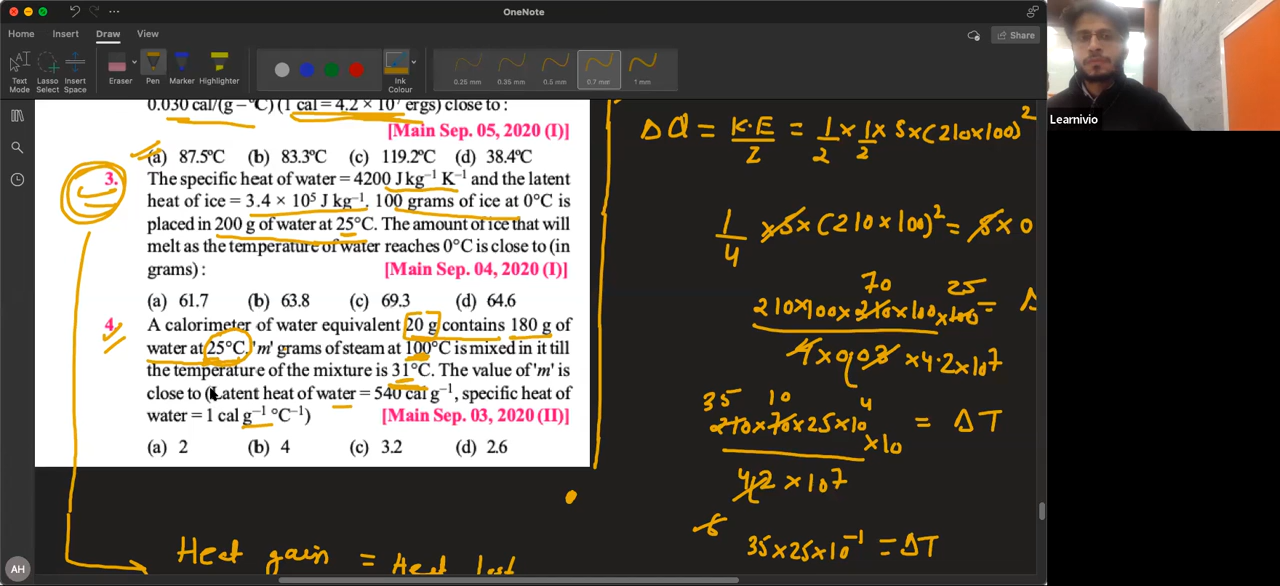 OneNote
Home Insert Draw View
Share
Text Mode
Lasso Select
Insert Space
Eraser
Pen
Marker
Highlighter
Ink Colour
0.25 mm
0.35 mm
0.5 mm
0.7 mm
1 mm
Learnivio
0.030 cal/(g – °C) (1 cal = 4.2 × 10⁷ ergs) close to :
[Main Sep. 05, 2020 (I)]
(a) 87.5°C (b) 83.3°C (c) 119.2°C (d) 38.4°C
3. The specific heat of water = 4200 J kg⁻¹ K⁻¹ and the latent
heat of ice = 3.4 × 10⁵ J kg⁻¹. 100 grams of ice at 0°C is
placed in 200 g of water at 25°C. The amount of ice that will
melt as the temperature of water reaches 0°C is close to (in
grams) : [Main Sep. 04, 2020 (I)]
(a) 61.7 (b) 63.8 (c) 69.3 (d) 64.6
4. A calorimeter of water equivalent 20 g contains 180 g of
water at 25°C. 'm' grams of steam at 100°C is mixed in it till
the temperature of the mixture is 31°C. The value of 'm' is
close to (Latent heat of water = 540 cal g⁻¹, specific heat of
water = 1 cal g⁻¹ °C⁻¹) [Main Sep. 03, 2020 (II)]
(a) 2 (b) 4 (c) 3.2 (d) 2.6
Heat gain = Heat lost
ΔQ = K.E/2 = 1/2 × 1/2 × 5 × (210×100)²
1/4 × 5 × (210×100)² = 5 × 0
70 25
210×100×210×100×100 =
× 4.2 × 10⁷
35 10 4
210×70×25×10 ×10 = ΔT
42 × 10⁷
35×25×10⁻¹ = ΔT
AH